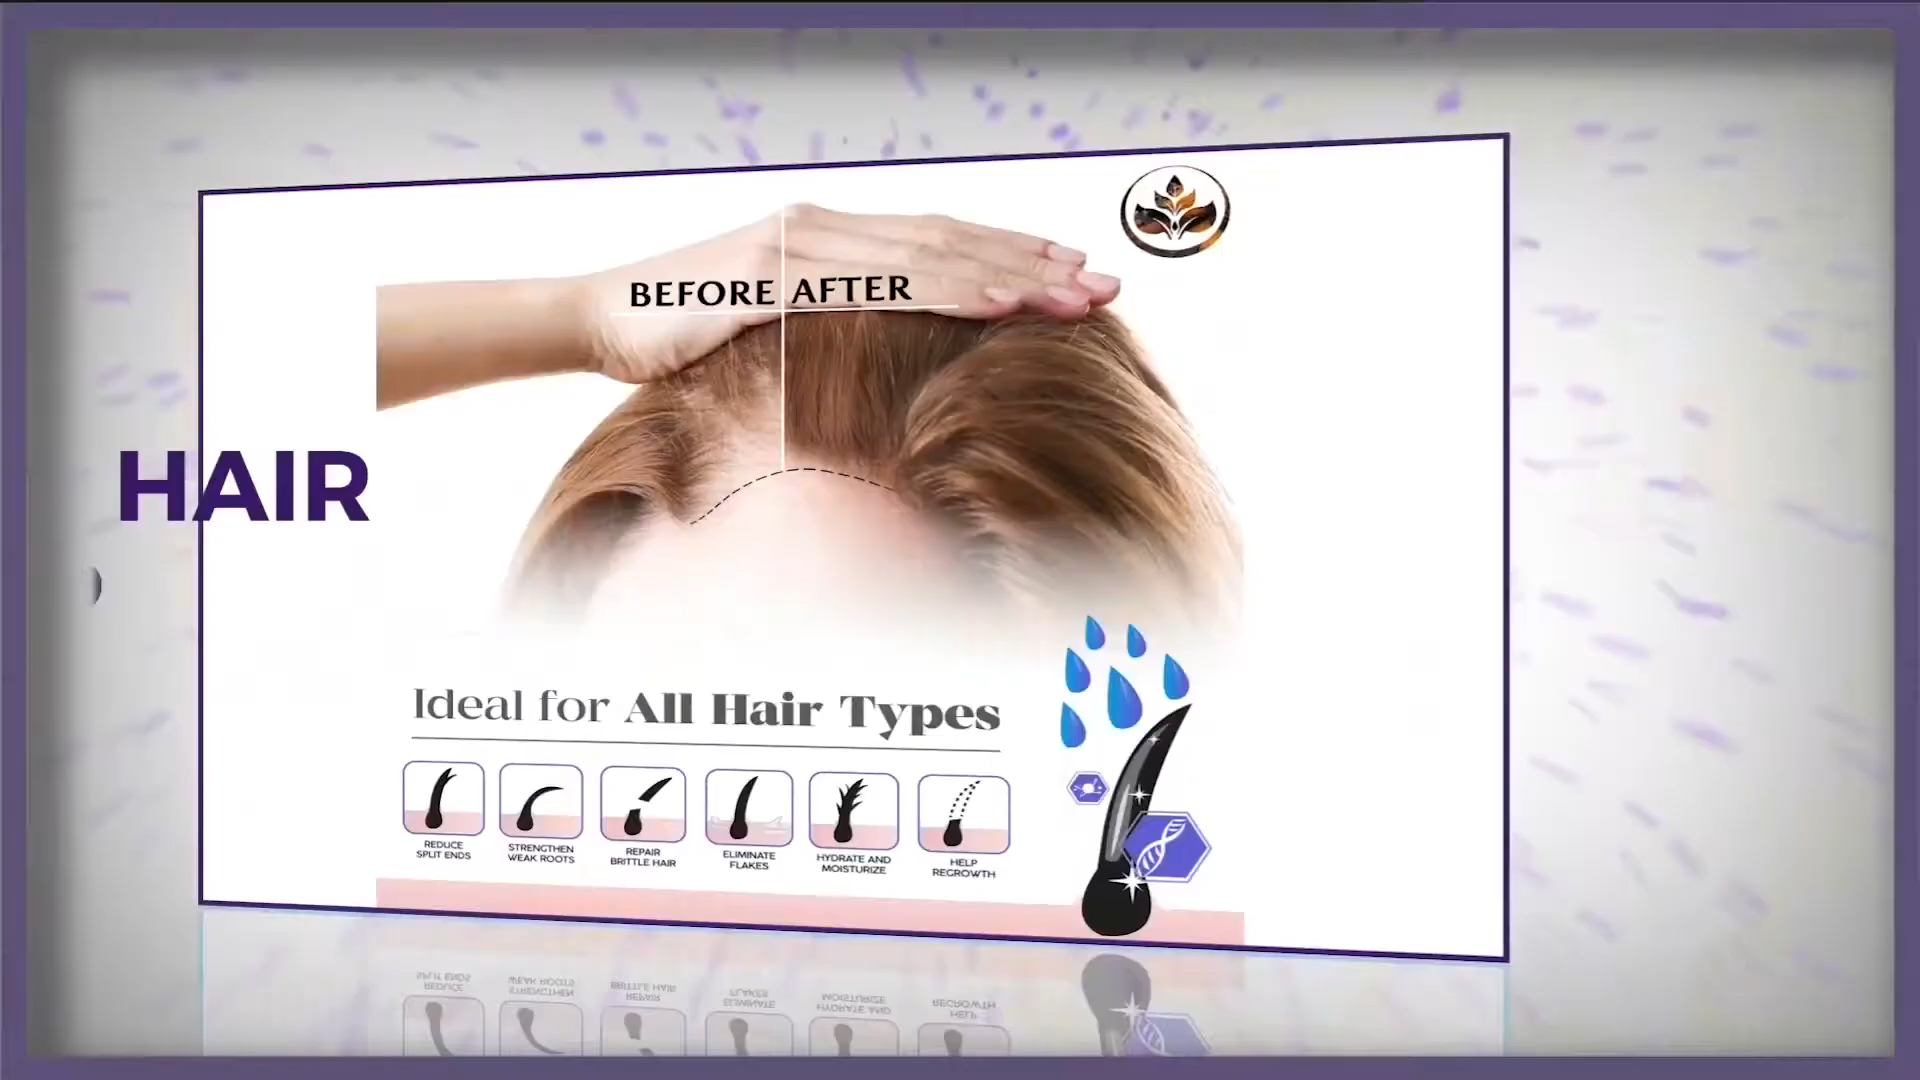 BEFORE AFTER
HAIR
Ideal for All Hair Types
REDUCE
SPLIT ENDS
STRENGTHEN
WEAK ROOTS
REPAIR
BRITTLE HAIR
ELIMINATE
FLAKES
HYDRATE AND
MOISTURIZE
HELP
REGROWTH